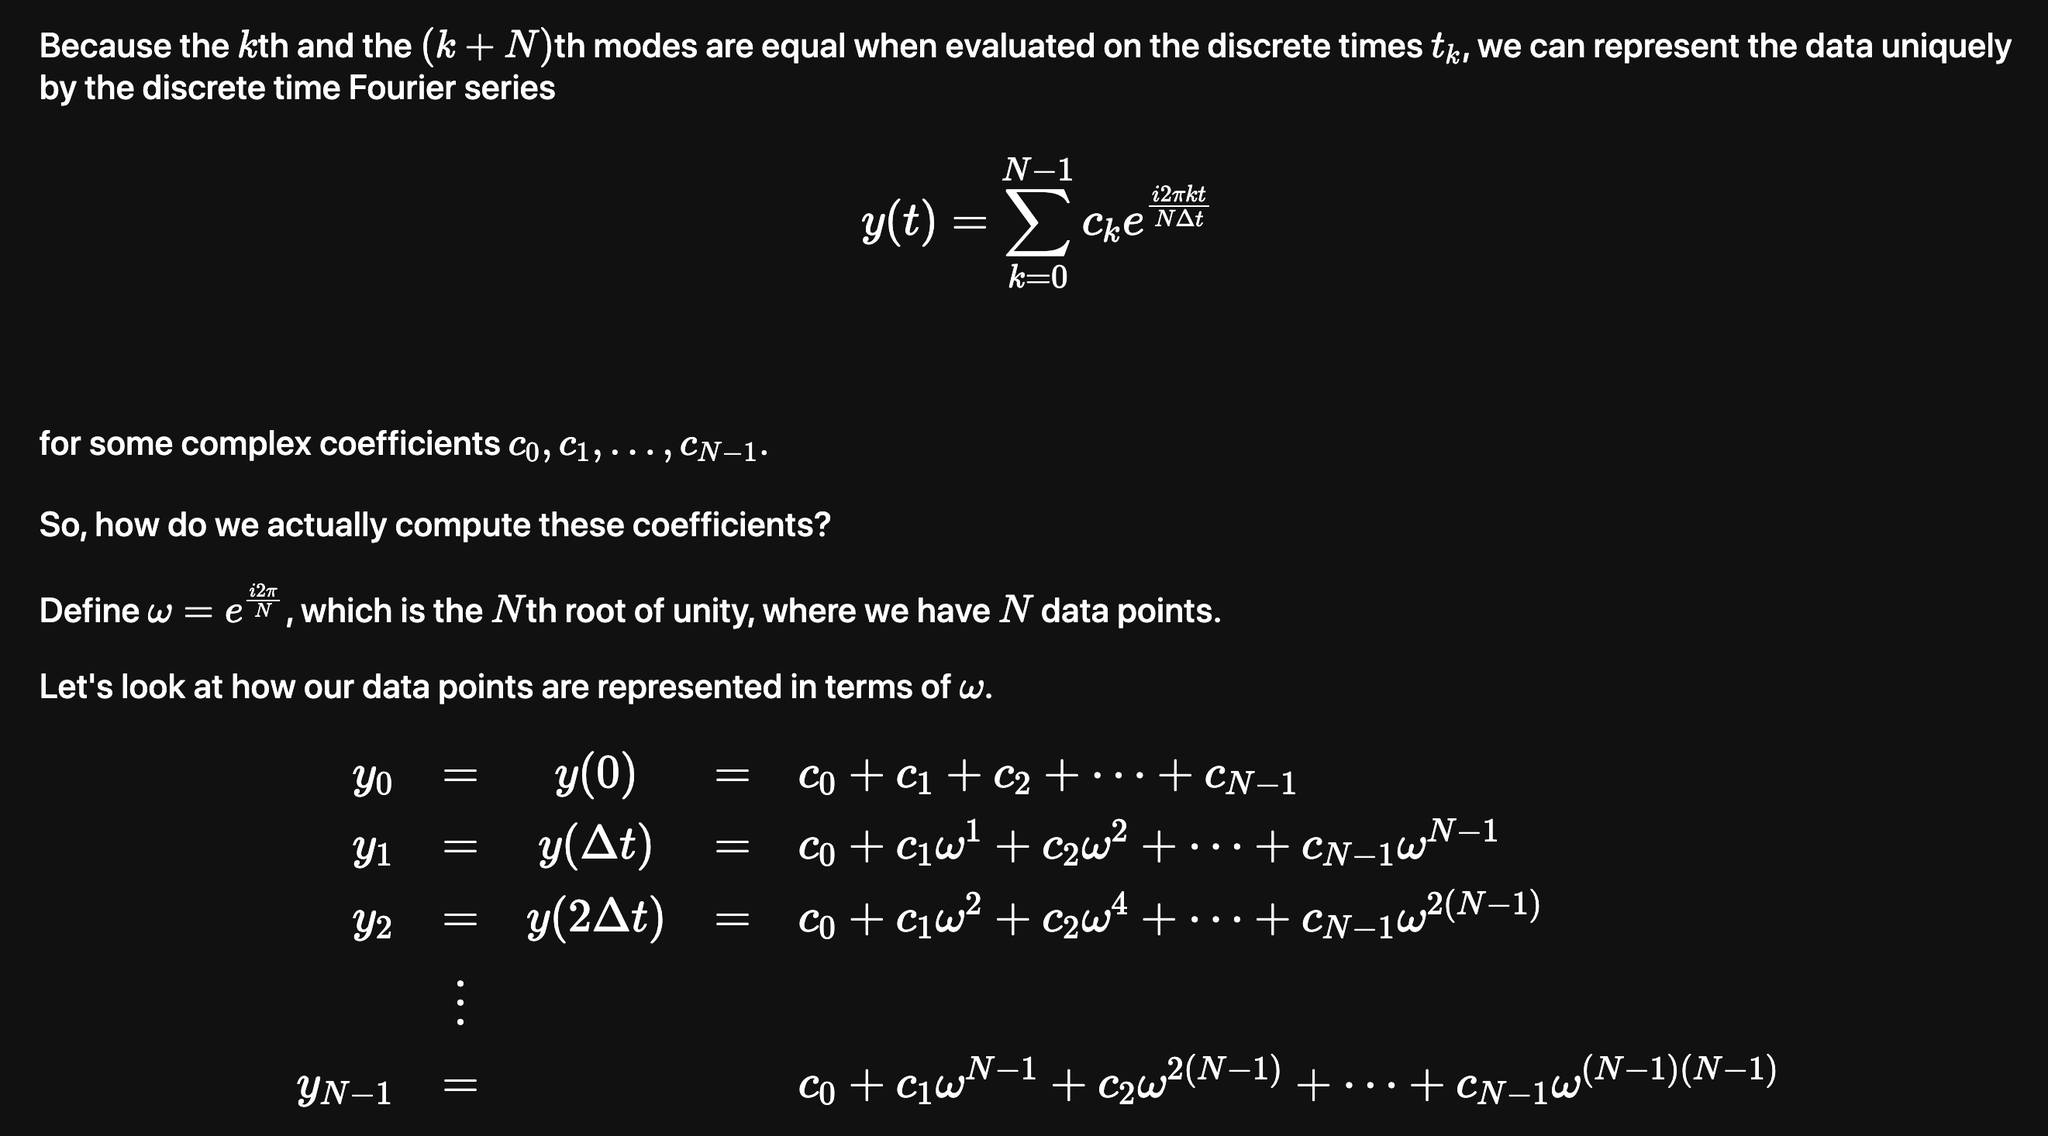 Because the kth and the (k + N)th modes are equal when evaluated on the discrete times t_k, we can represent the data uniquely
by the discrete time Fourier series
y(t) = \sum_{k=0}^{N-1} c_k e^{\frac{i2\pi kt}{N\Delta t}}
for some complex coefficients c_0, c_1, \ldots, c_{N-1}.
So, how do we actually compute these coefficients?
Define \omega = e^{\frac{i2\pi}{N}}, which is the Nth root of unity, where we have N data points.
Let's look at how our data points are represented in terms of \omega.
y_0 = y(0) = c_0 + c_1 + c_2 + \cdots + c_{N-1}
y_1 = y(\Delta t) = c_0 + c_1\omega^1 + c_2\omega^2 + \cdots + c_{N-1}\omega^{N-1}
y_2 = y(2\Delta t) = c_0 + c_1\omega^2 + c_2\omega^4 + \cdots + c_{N-1}\omega^{2(N-1)}
\vdots
y_{N-1} = c_0 + c_1\omega^{N-1} + c_2\omega^{2(N-1)} + \cdots + c_{N-1}\omega^{(N-1)(N-1)}